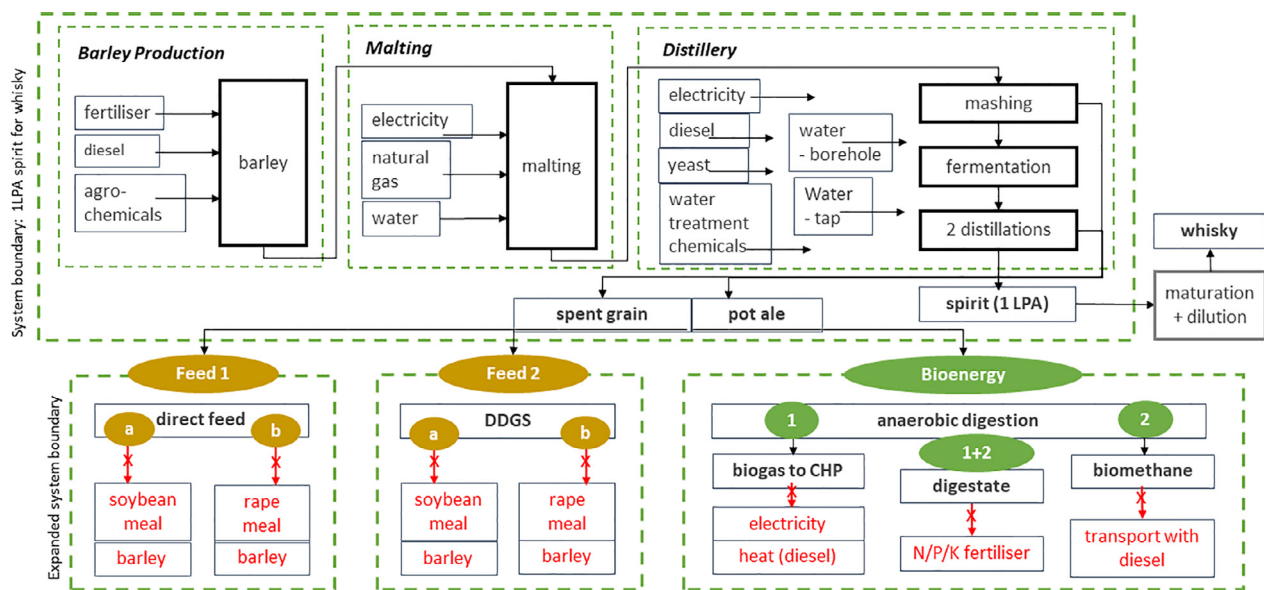 System boundary: 1LPA spirit for whisky
Barley Production
fertiliser
diesel
agro-
chemicals
barley
Malting
electricity
natural
gas
water
malting
Distillery
electricity
diesel
yeast
water
treatment
chemicals
water
- borehole
Water
- tap
mashing
fermentation
2 distillations
spent grain
pot ale
spirit (1 LPA)
whisky
maturation
+ dilution
Expanded system boundary
Feed 1
direct feed
a
b
soybean
meal
barley
rape
meal
barley
Feed 2
DDGS
a
b
soybean
meal
barley
rape
meal
barley
Bioenergy
1
anaerobic digestion
2
1+2
biogas to CHP
digestate
biomethane
electricity
heat (diesel)
N/P/K fertiliser
transport with
diesel